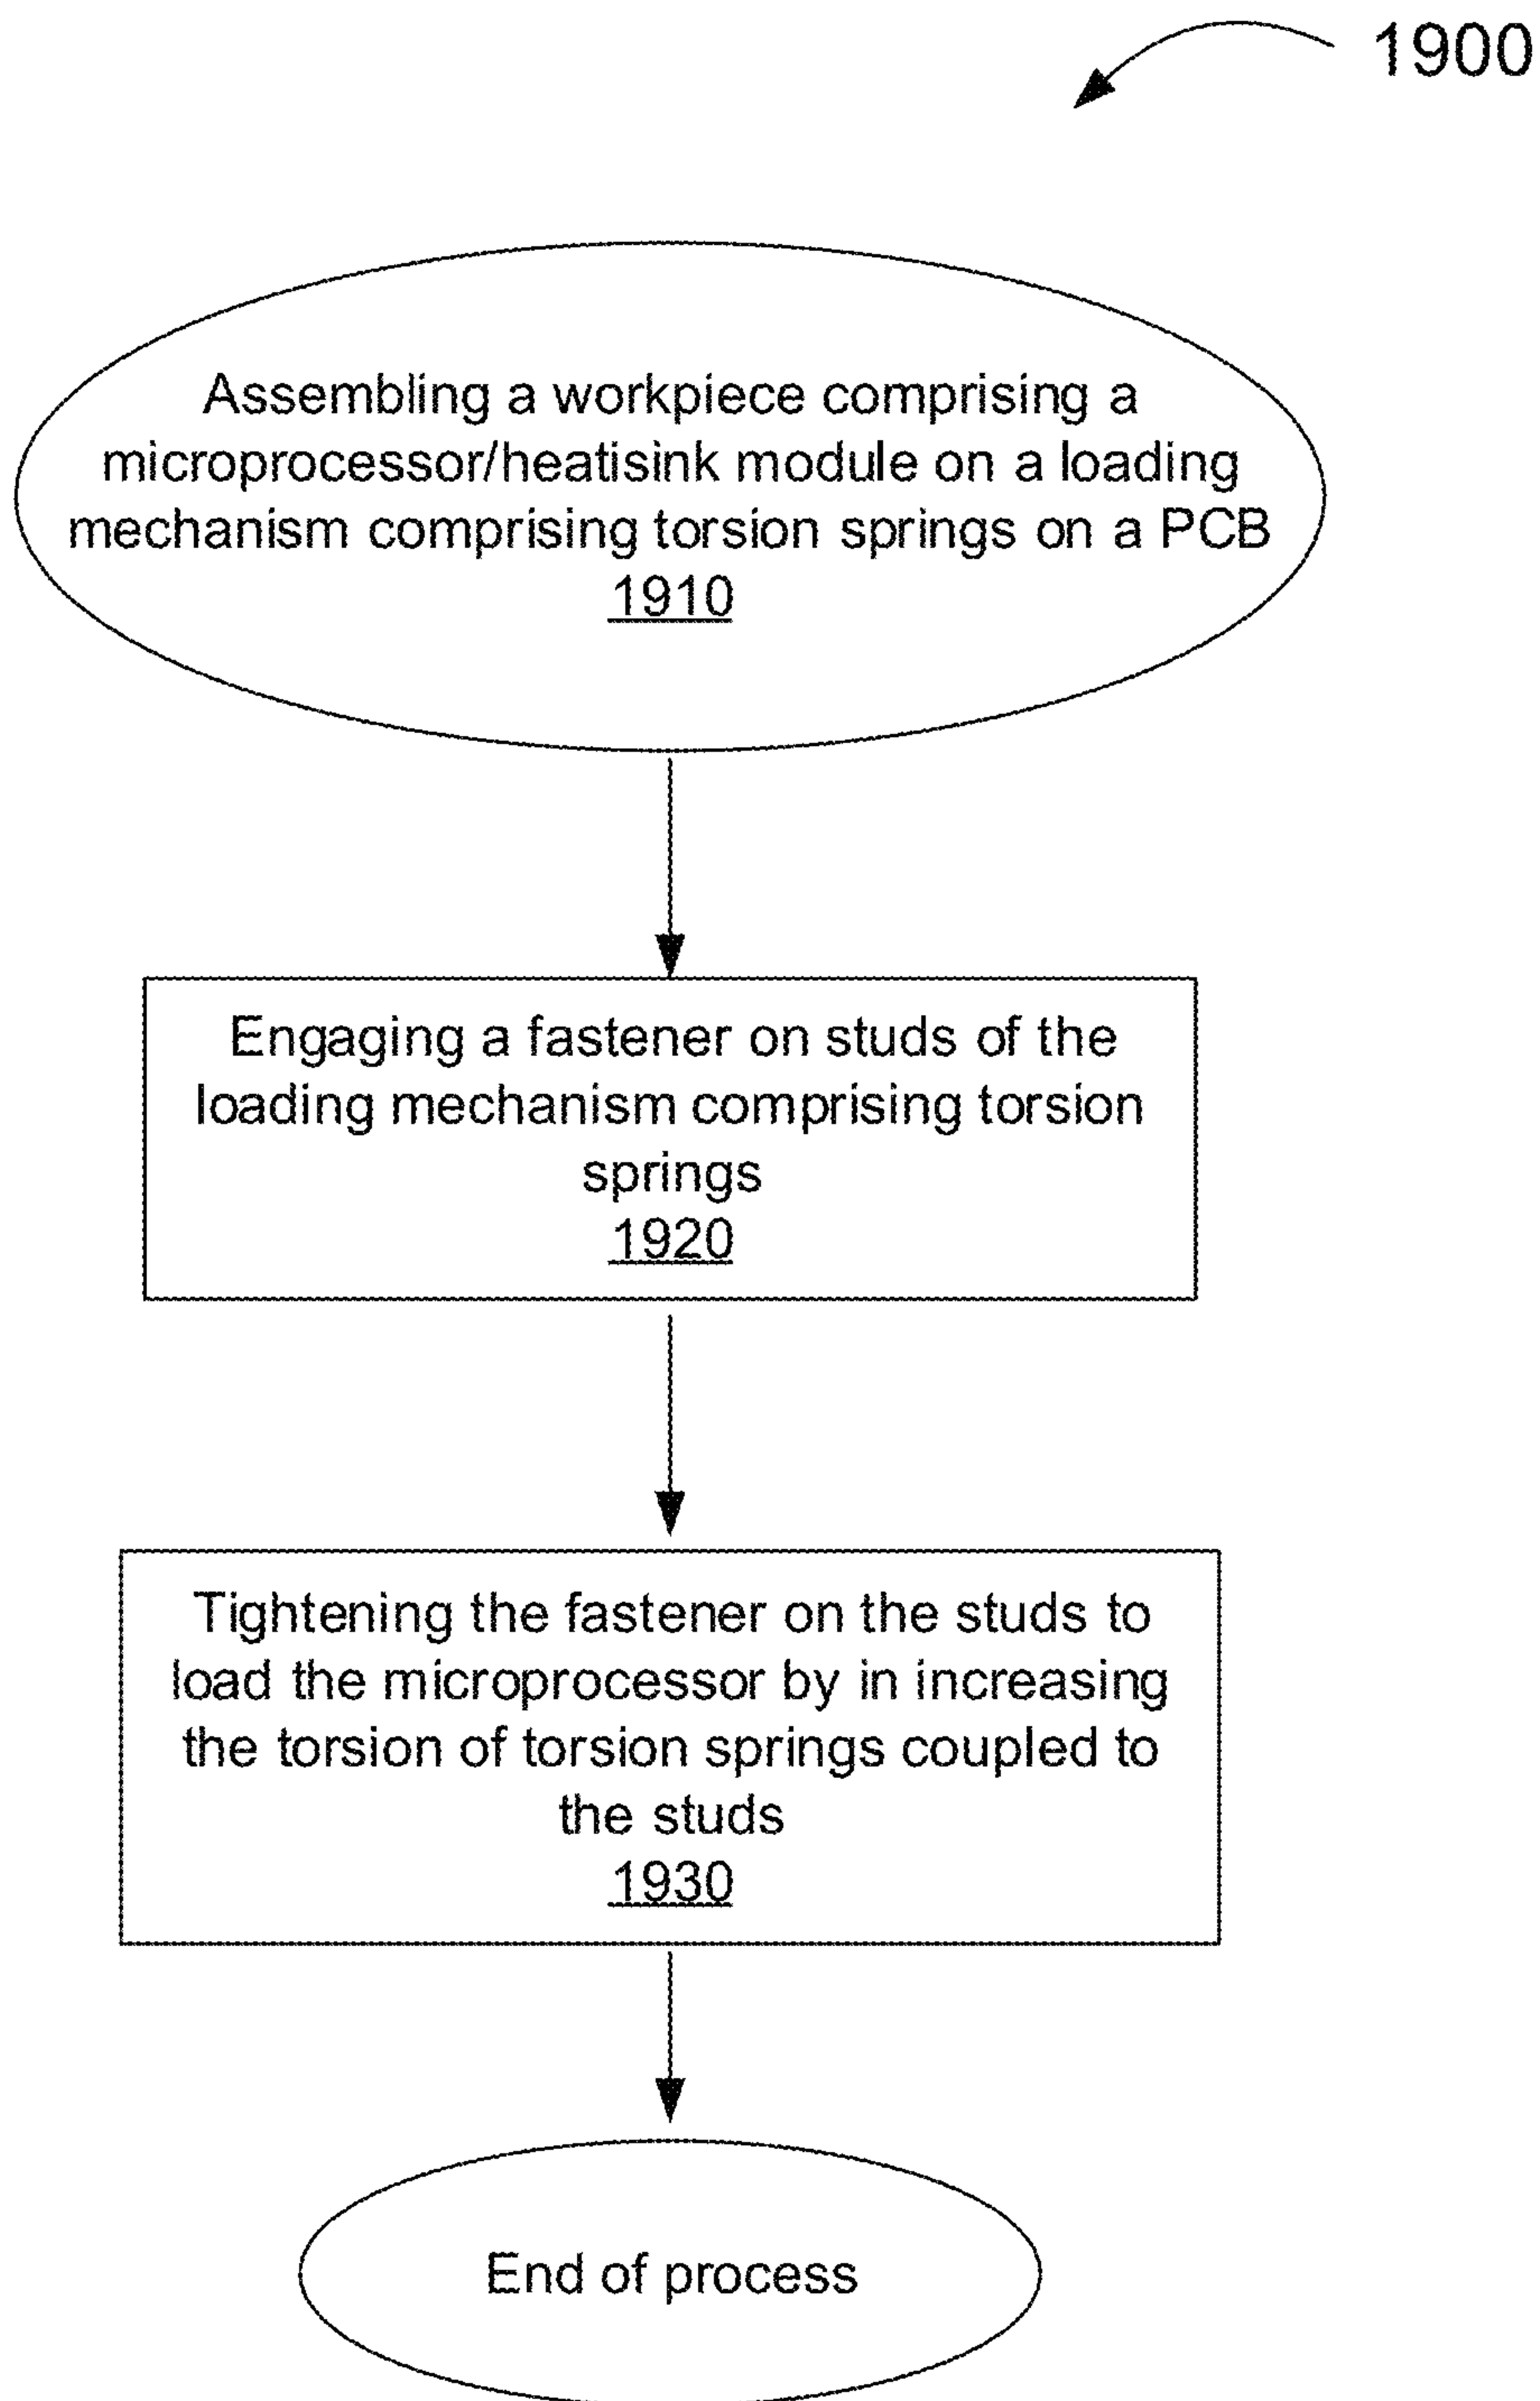 1900
Assembling a workpiece comprising a
microprocessor/heatisink module on a loading
mechanism comprising torsion springs on a PCB
1910
Engaging a fastener on studs of the
loading mechanism comprising torsion
springs
1920
Tightening the fastener on the studs to
load the microprocessor by in increasing
the torsion of torsion springs coupled to
the studs
1930
End of process